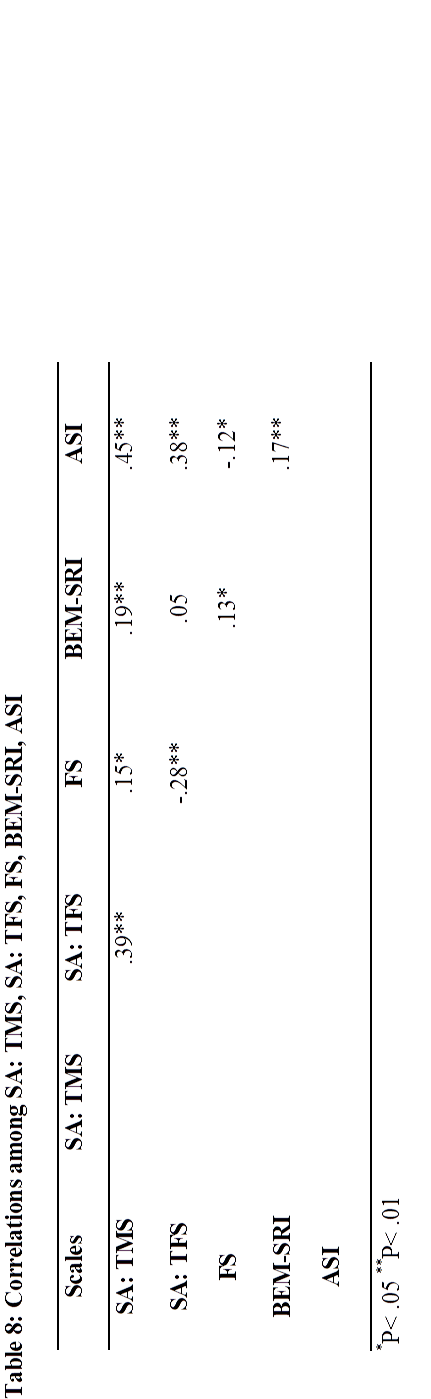 Table 8: Correlations among SA: TMS, SA: TFS, FS, BEM-SRI, ASI
Scales SA: TMS SA: TFS FS BEM-SRI ASI
SA: TMS .39** .15* .19** .45**
SA: TFS -.28** .05 .38**
FS .13* -.12*
BEM-SRI .17**
ASI
*P< .05 **P< .01